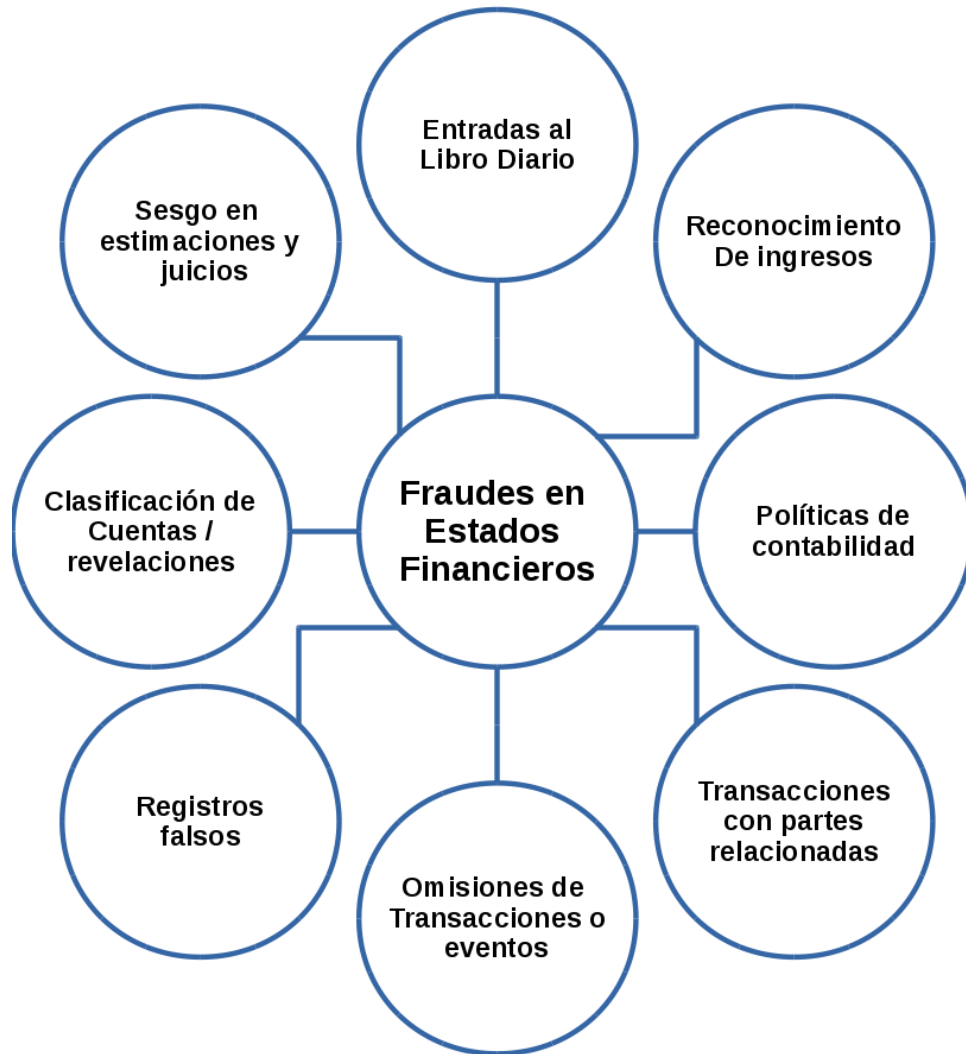 Entradas al
Libro Diario
Sesgo en
estimaciones y
juicios
Reconocimiento
De ingresos
Clasificación de
Cuentas /
revelaciones
Fraudes en
Estados
Financieros
Políticas de
contabilidad
Registros
falsos
Transacciones
con partes
relacionadas
Omisiones de
Transacciones o
eventos